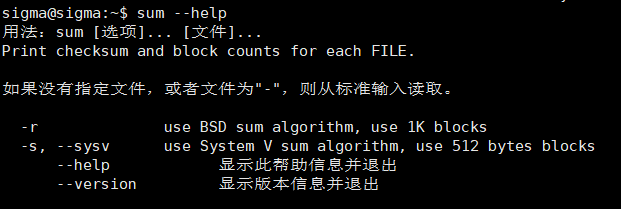 sigma@sigma:~$ sum --help
用法：sum [选项]... [文件]...
Print checksum and block counts for each FILE.
如果没有指定文件，或者文件为"-"，则从标准输入读取。
-r use BSD sum algorithm, use 1K blocks
-s, --sysv use System V sum algorithm, use 512 bytes blocks
--help 显示此帮助信息并退出
--version 显示版本信息并退出